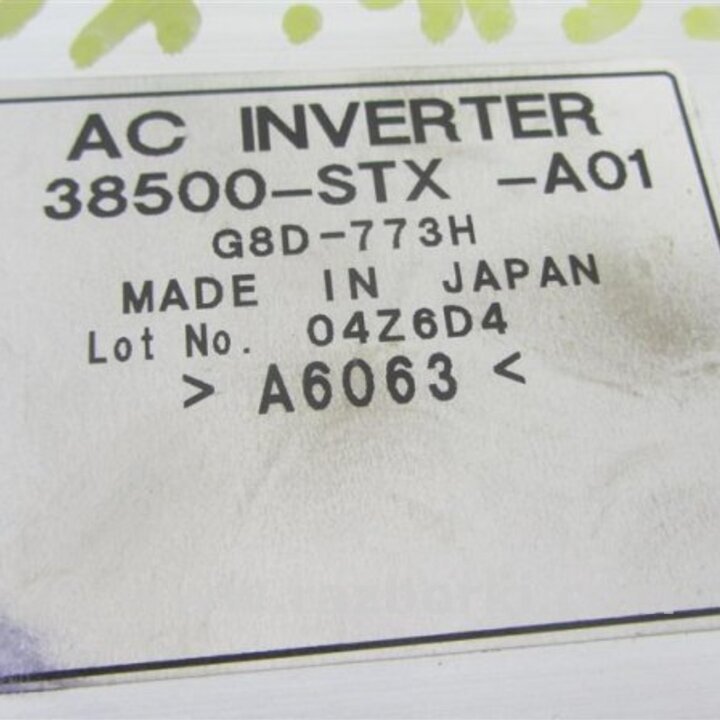 AC INVERTER
38500-STX -A01
G8D-773H
MADE IN JAPAN
Lot No. 04Z6D4
> A6063 <